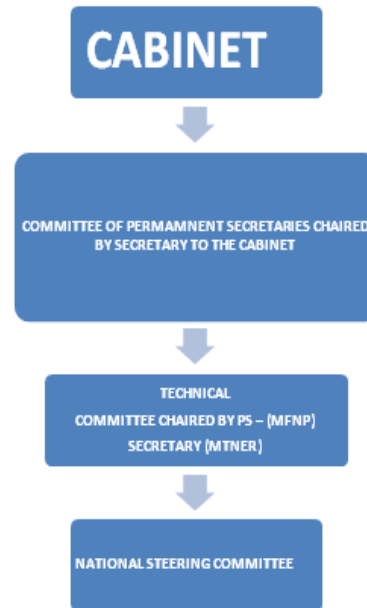 CABINET
COMMITTEE OF PERMAMNENT SECRETARIES CHAIRED
BY SECRETARY TO THE CABINET
TECHNICAL
COMMITTEE CHAIRED BY PS – (MFNP)
SECRETARY (MTNER)
NATIONAL STEERING COMMITTEE